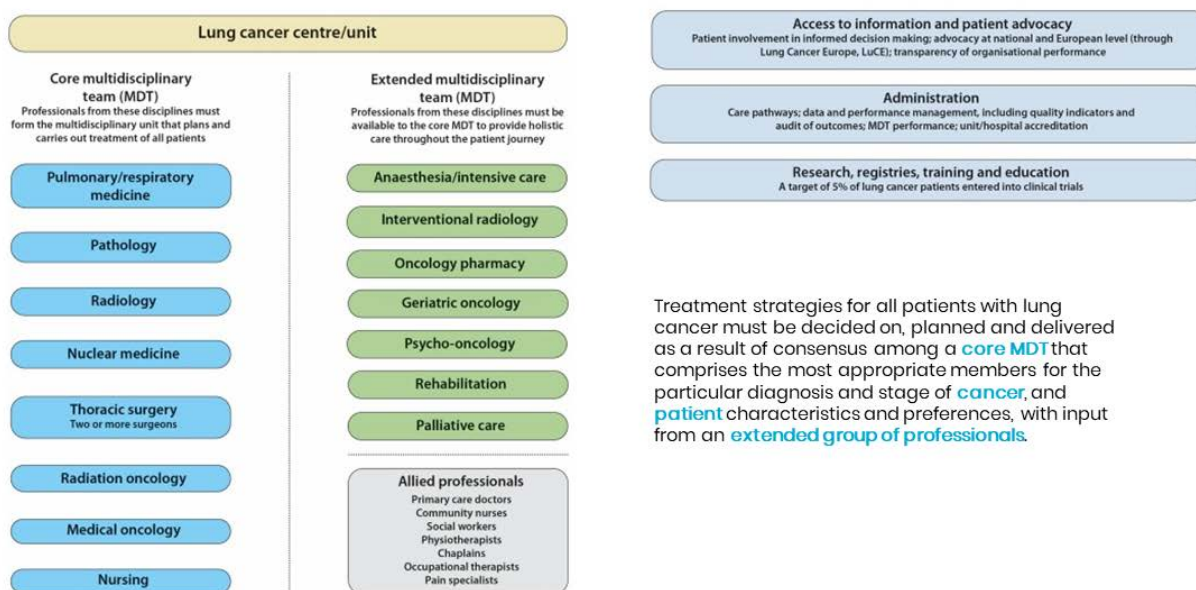 Lung cancer centre/unit
Core multidisciplinary
team (MDT)
Professionals from these disciplines must
form the multidisciplinary unit that plans and
carries out treatment of all patients
Pulmonary/respiratory
medicine
Pathology
Radiology
Nuclear medicine
Thoracic surgery
Two or more surgeons
Radiation oncology
Medical oncology
Nursing
Extended multidisciplinary
team (MDT)
Professionals from these disciplines must be
available to the core MDT to provide holistic
care throughout the patient journey
Anaesthesia/intensive care
Interventional radiology
Oncology pharmacy
Geriatric oncology
Psycho-oncology
Rehabilitation
Palliative care
Allied professionals
Primary care doctors
Community nurses
Social workers
Physiotherapists
Chaplains
Occupational therapists
Pain specialists
Access to information and patient advocacy
Patient involvement in informed decision making; advocacy at national and European level (through
Lung Cancer Europe, LuCE); transparency of organisational performance
Administration
Care pathways; data and performance management, including quality indicators and
audit of outcomes; MDT performance; unit/hospital accreditation
Research, registries, training and education
A target of 5% of lung cancer patients entered into clinical trials
Treatment strategies for all patients with lung
cancer must be decided on, planned and delivered
as a result of consensus among a core MDT that
comprises the most appropriate members for the
particular diagnosis and stage of cancer, and
patient characteristics and preferences, with input
from an extended group of professionals.